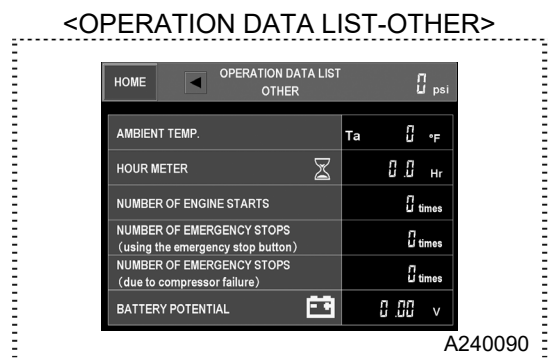 <OPERATION DATA LIST-OTHER>
HOME
OPERATION DATA LIST
OTHER
0 psi
AMBIENT TEMP. Ta 0 °F
HOUR METER 0.0 Hr
NUMBER OF ENGINE STARTS 0 times
NUMBER OF EMERGENCY STOPS
(using the emergency stop button) 0 times
NUMBER OF EMERGENCY STOPS
(due to compressor failure) 0 times
BATTERY POTENTIAL 0.00 V
A240090